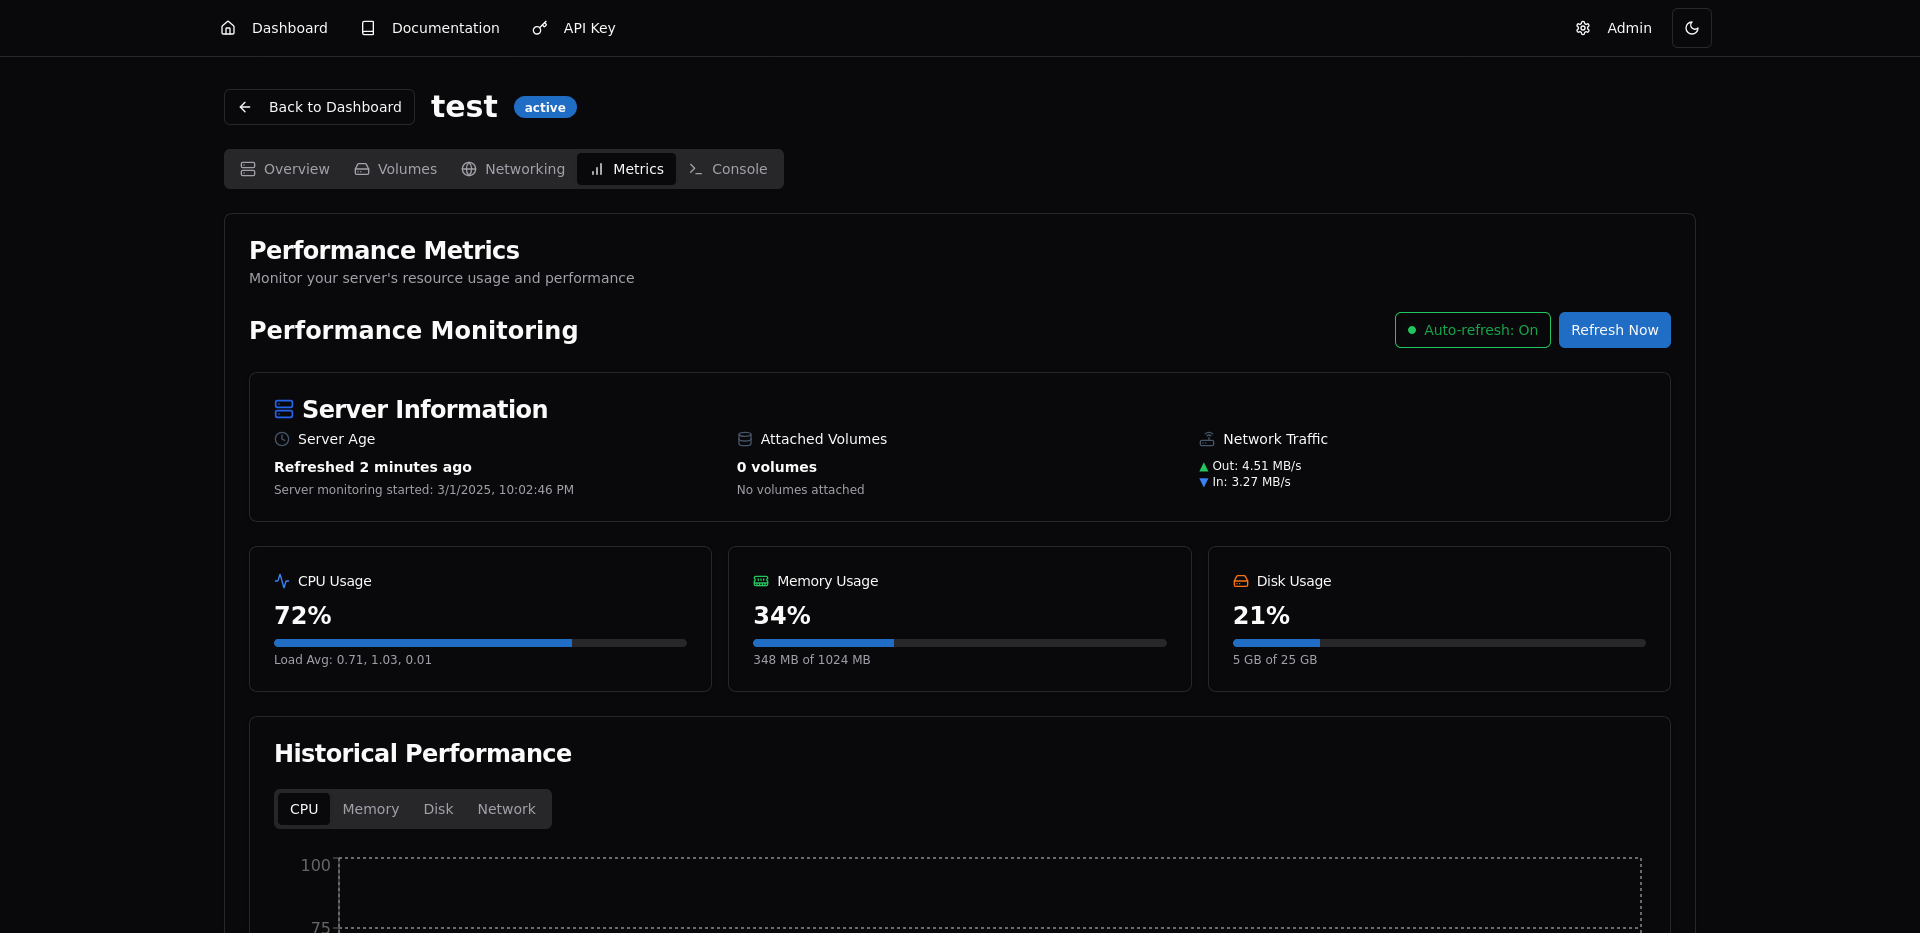 Dashboard
Documentation
API Key
Admin
Back to Dashboard
test
active
Overview
Volumes
Networking
Metrics
Console
Performance Metrics
Monitor your server's resource usage and performance
Performance Monitoring
Auto-refresh: On
Refresh Now
Server Information
Server Age
Refreshed 2 minutes ago
Server monitoring started: 3/1/2025, 10:02:46 PM
Attached Volumes
0 volumes
No volumes attached
Network Traffic
▲ Out: 4.51 MB/s
▼ In: 3.27 MB/s
CPU Usage
72%
Load Avg: 0.71, 1.03, 0.01
Memory Usage
34%
348 MB of 1024 MB
Disk Usage
21%
5 GB of 25 GB
Historical Performance
CPU
Memory
Disk
Network
100
75